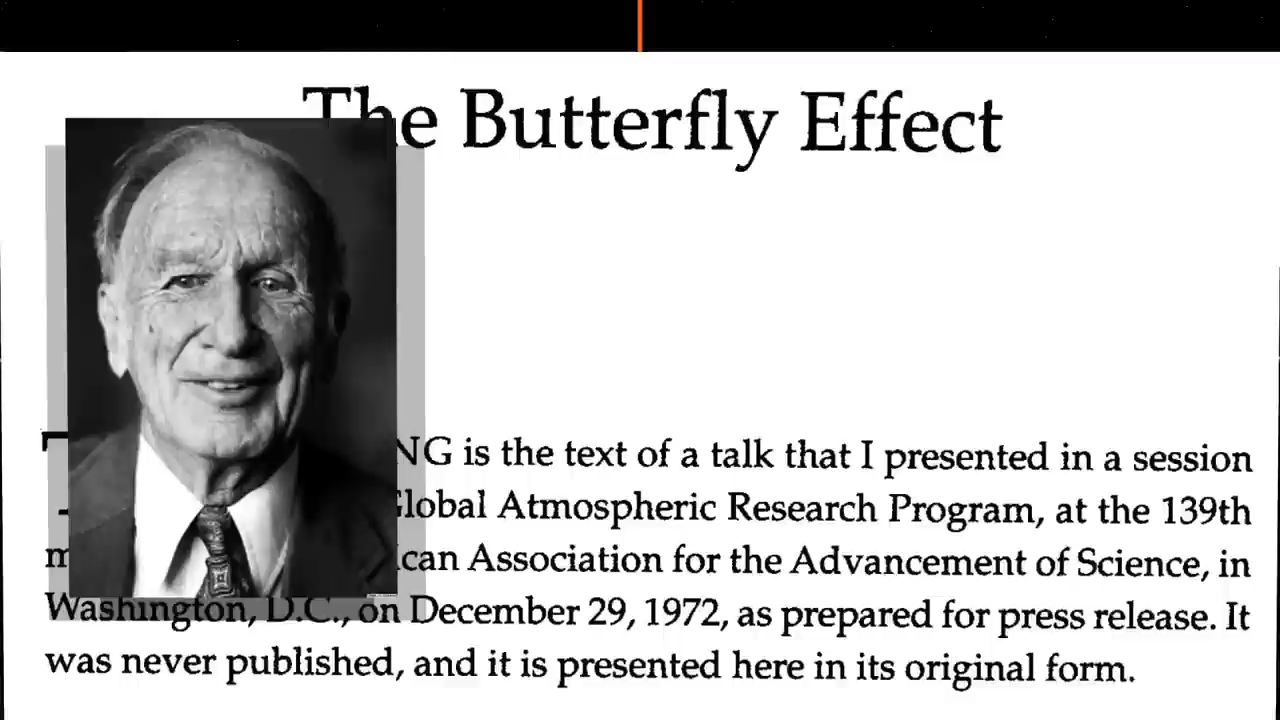 The Butterfly Effect
NG is the text of a talk that I presented in a session
Global Atmospheric Research Program, at the 139th
can Association for the Advancement of Science, in
Washington, D.C., on December 29, 1972, as prepared for press release. It
was never published, and it is presented here in its original form.